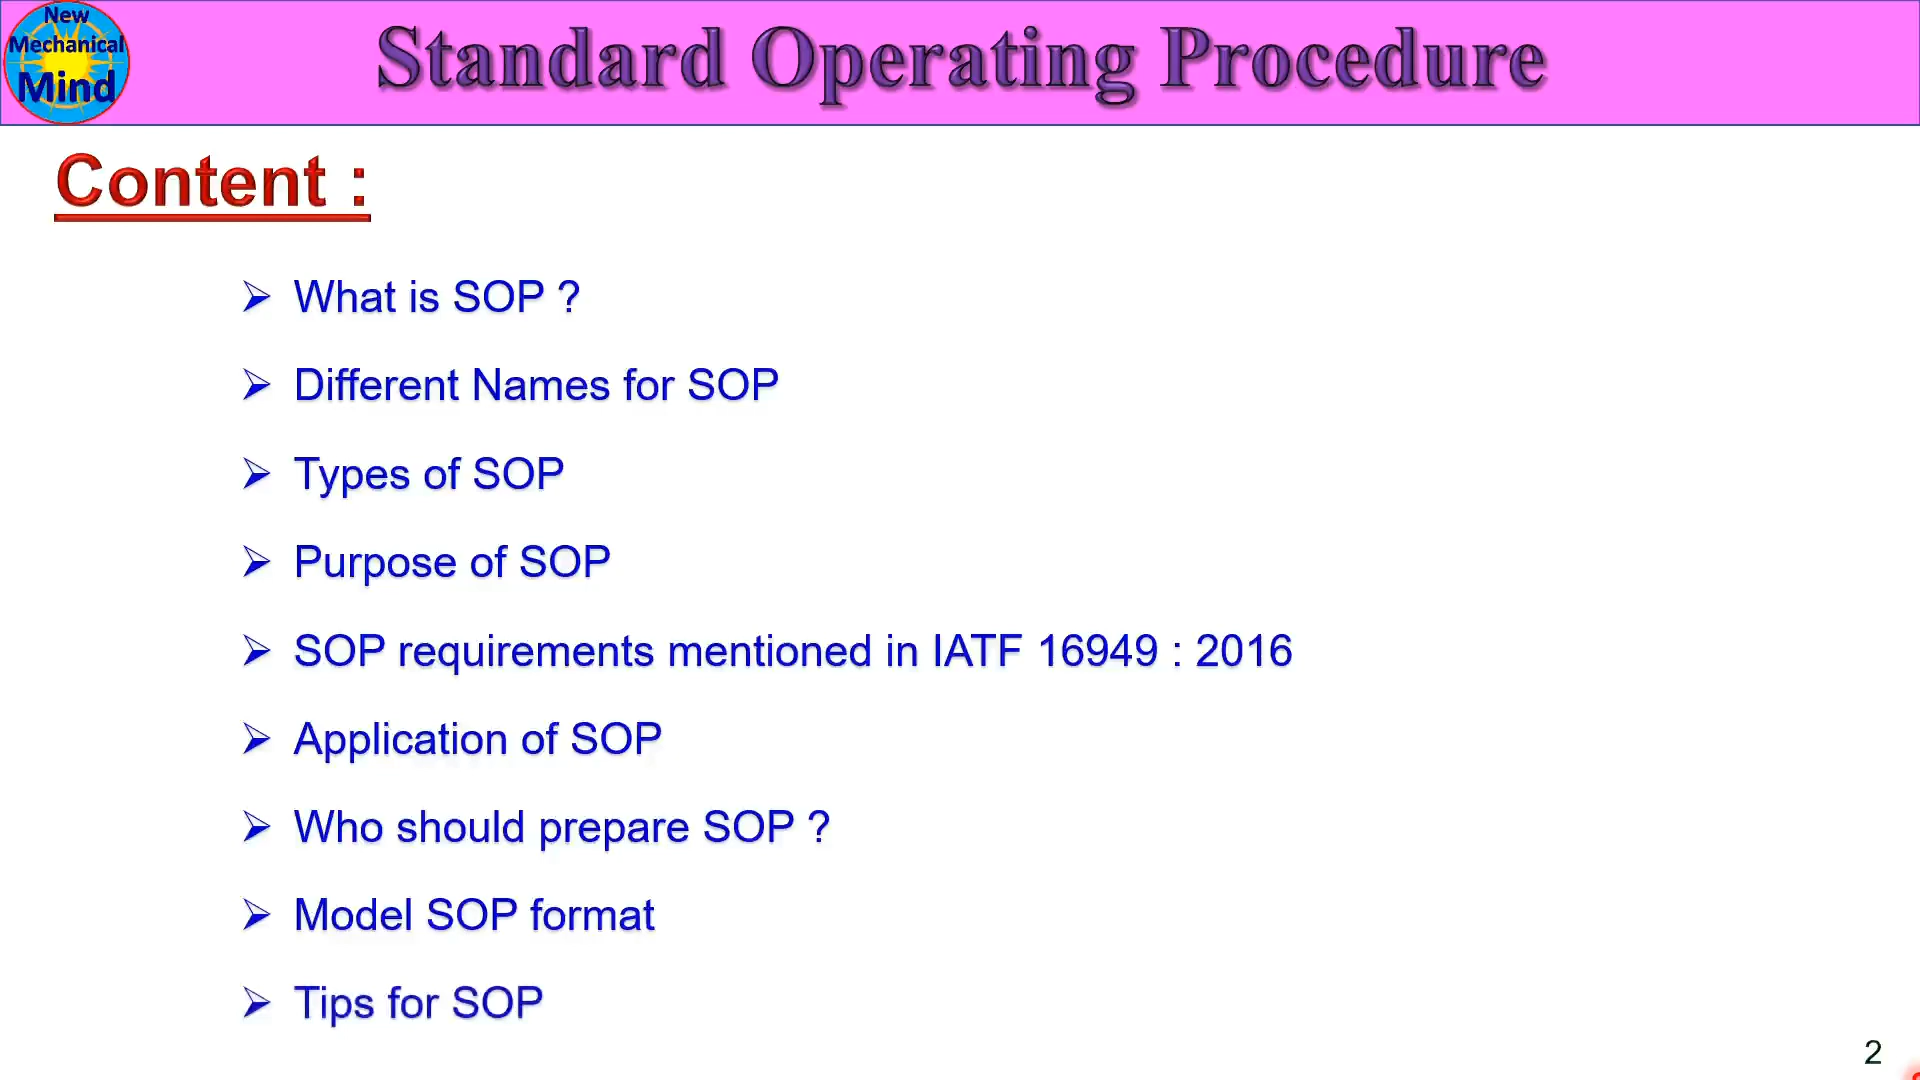 New
Mechanical
Mind
Standard Operating Procedure
Content :
What is SOP ?
Different Names for SOP
Types of SOP
Purpose of SOP
SOP requirements mentioned in IATF 16949 : 2016
Application of SOP
Who should prepare SOP ?
Model SOP format
Tips for SOP
2